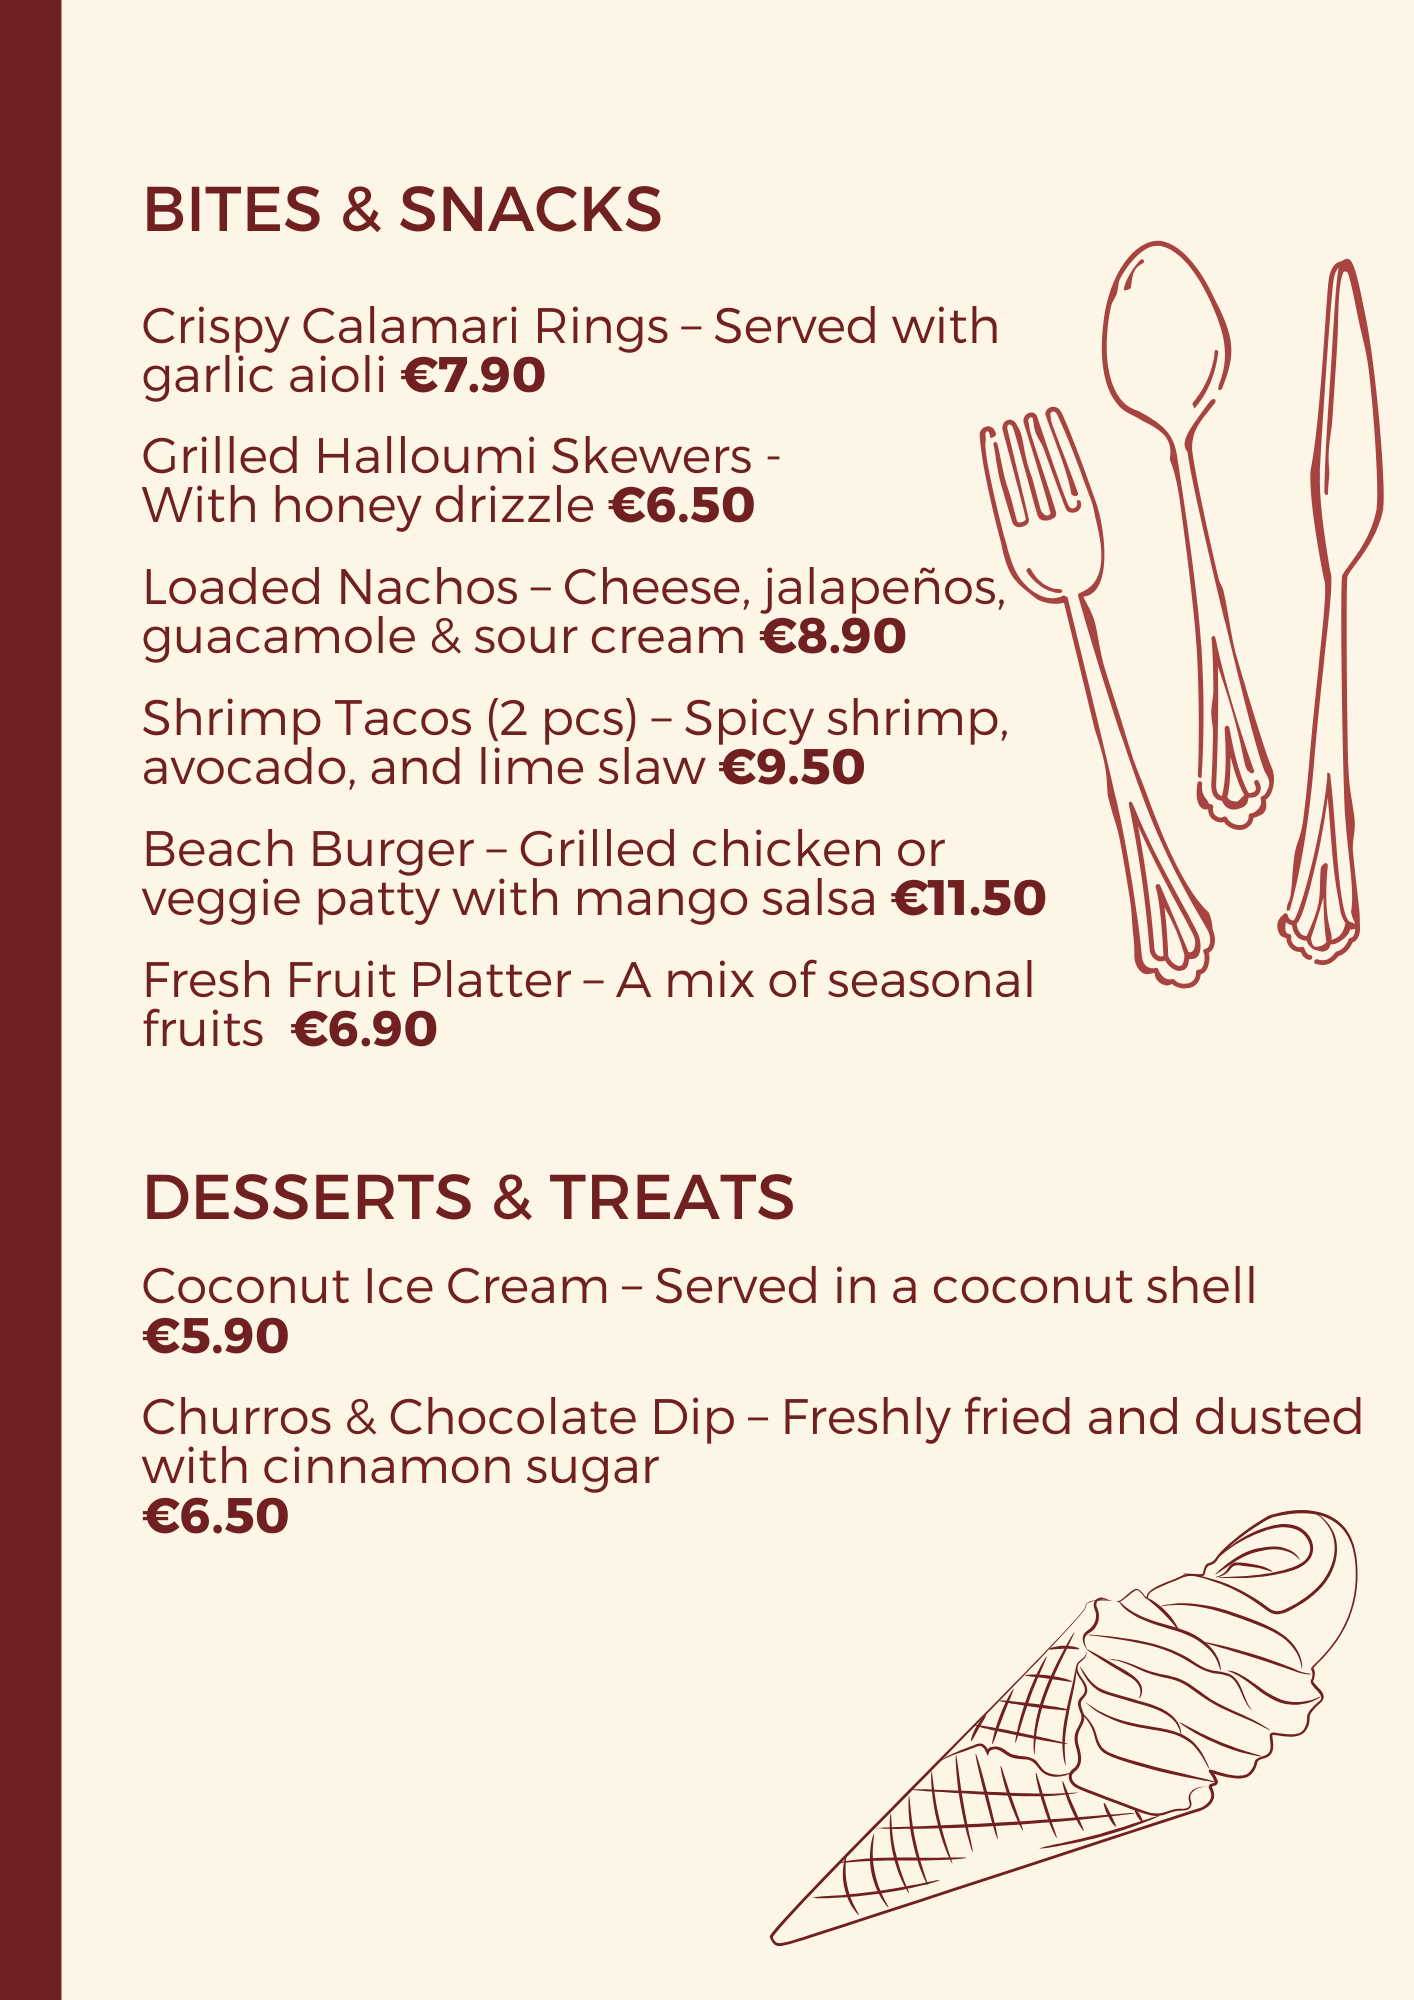 BITES & SNACKS
Crispy Calamari Rings – Served with
garlic aioli €7.90
Grilled Halloumi Skewers -
With honey drizzle €6.50
Loaded Nachos – Cheese, jalapeños,
guacamole & sour cream €8.90
Shrimp Tacos (2 pcs) – Spicy shrimp,
avocado, and lime slaw €9.50
Beach Burger – Grilled chicken or
veggie patty with mango salsa €11.50
Fresh Fruit Platter – A mix of seasonal
fruits €6.90
DESSERTS & TREATS
Coconut Ice Cream – Served in a coconut shell
€5.90
Churros & Chocolate Dip – Freshly fried and dusted
with cinnamon sugar
€6.50